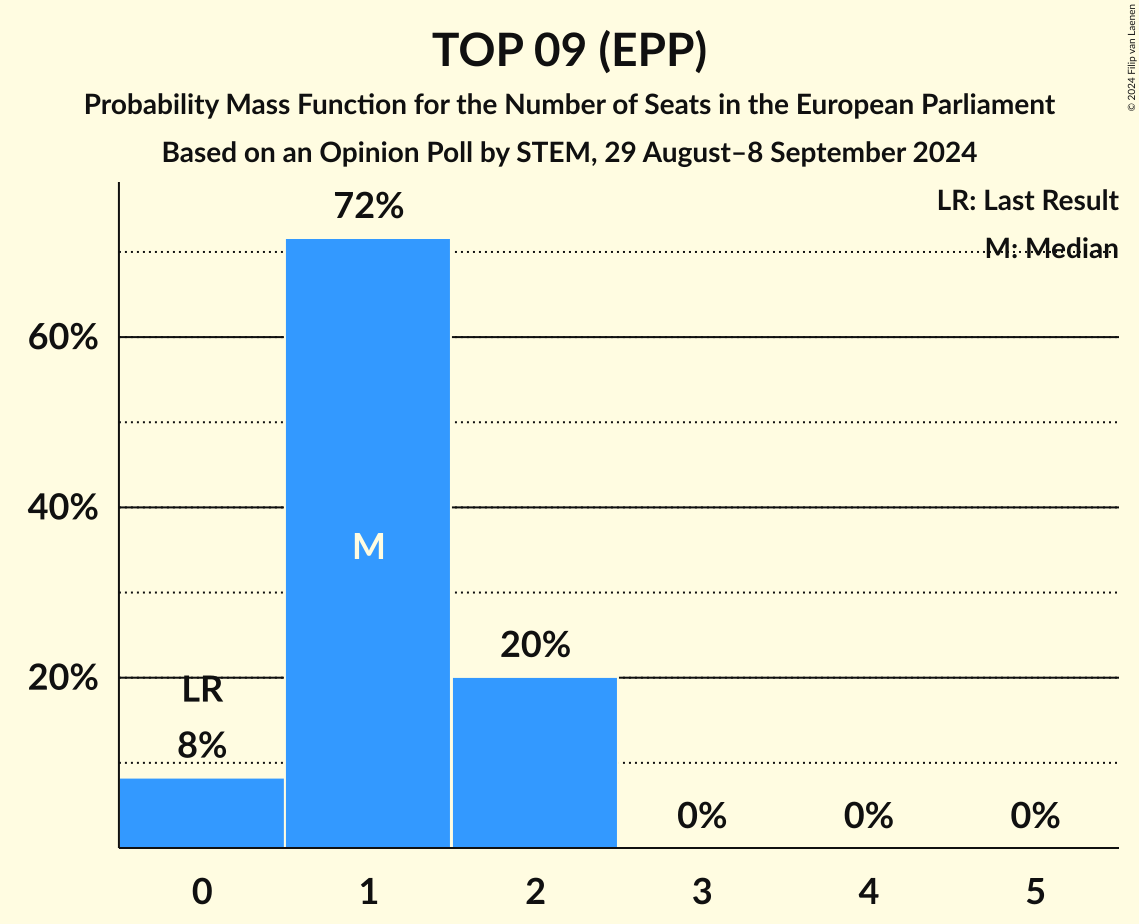 TOP 09 (EPP)
Probability Mass Function for the Number of Seats in the European Parliament
Based on an Opinion Poll by STEM, 29 August–8 September 2024
© 2024 Filip van Laenen
LR: Last Result
M: Median
72%
60%
40%
M
20%
20%
LR
8%
0%
0%
0%
0
1
2
3
4
5